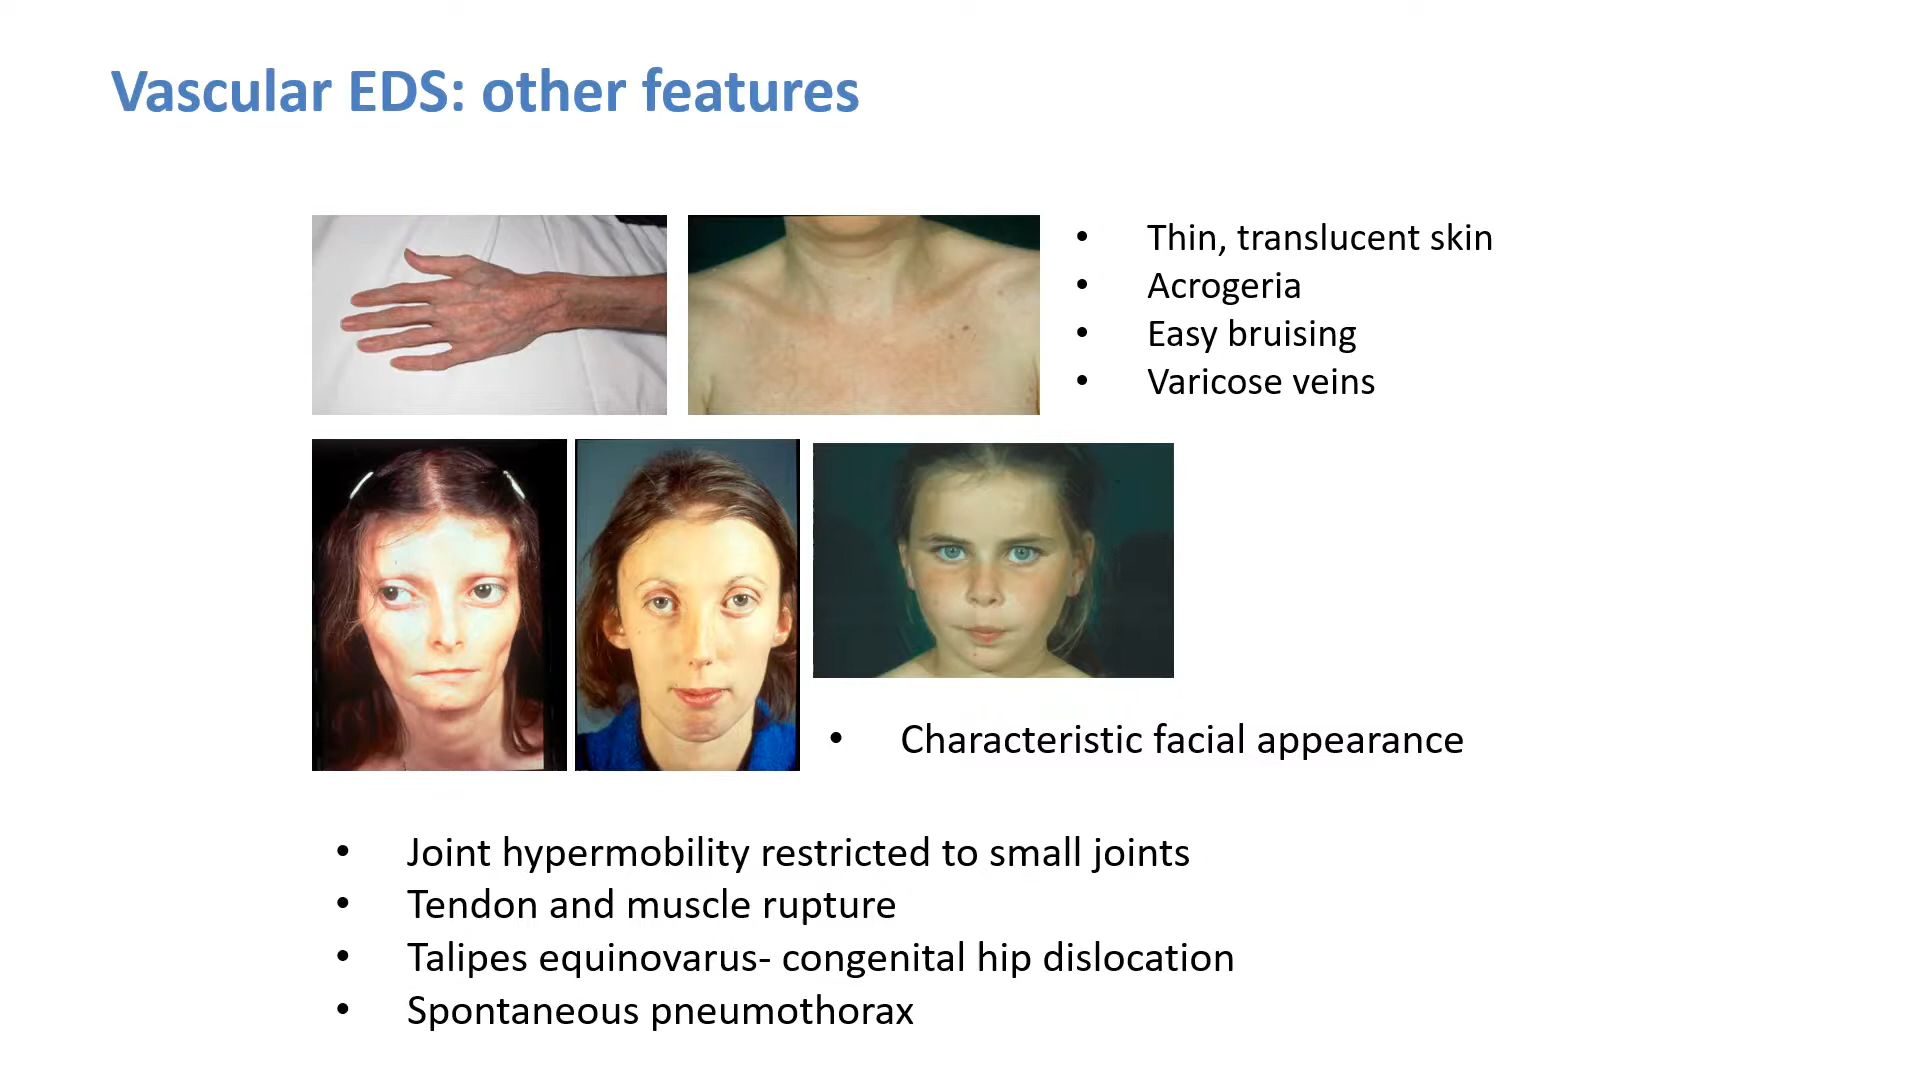 Vascular EDS: other features
• Thin, translucent skin
• Acrogeria
• Easy bruising
• Varicose veins
• Characteristic facial appearance
• Joint hypermobility restricted to small joints
• Tendon and muscle rupture
• Talipes equinovarus- congenital hip dislocation
• Spontaneous pneumothorax